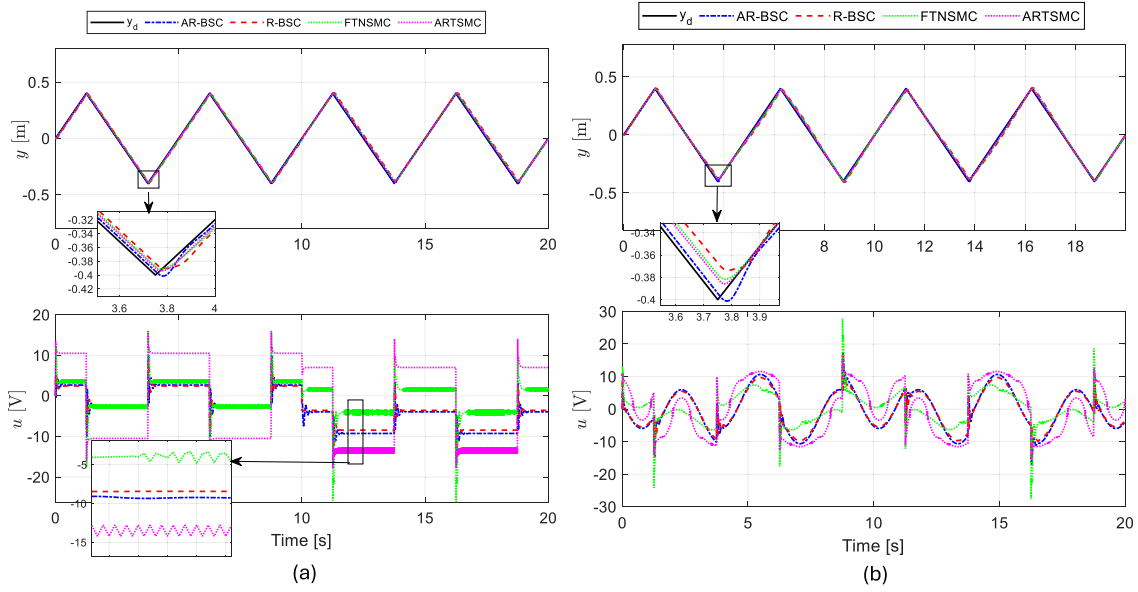 y_d AR-BSC R-BSC FTNSMC ARTSMC
0.5
0
-0.5
y [m]
0 10 15 20
-0.32
-0.34
-0.36
-0.38
-0.4
-0.42
3.6 3.8 4
20
10
0
-10
-20
u [V]
-5
-10
-15
0 10 15 20
Time [s]
(a)
y_d AR-BSC R-BSC FTNSMC ARTSMC
0.5
0
-0.5
y [m]
0 8 10 12 14 16 18
-0.34
-0.36
-0.38
-0.4
3.6 3.7 3.8 3.9
30
20
10
0
-10
-20
-30
u [V]
0 5 10 15 20
Time [s]
(b)